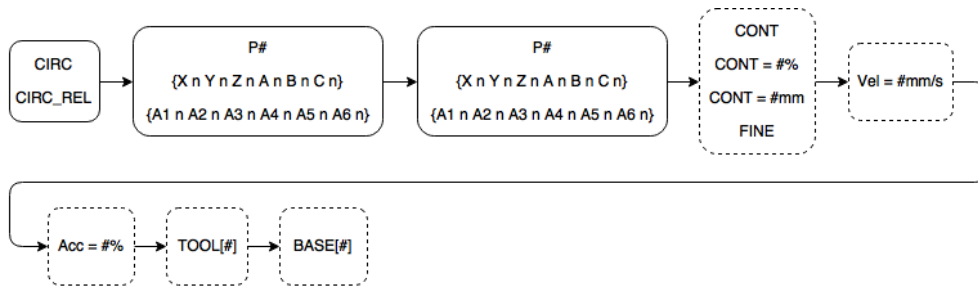 CIRC
CIRC_REL
P#
{X n Y n Z n A n B n C n}
{A1 n A2 n A3 n A4 n A5 n A6 n}
P#
{X n Y n Z n A n B n C n}
{A1 n A2 n A3 n A4 n A5 n A6 n}
CONT
CONT = #%
CONT = #mm
FINE
Vel = #mm/s
Acc = #%
TOOL[#]
BASE[#]